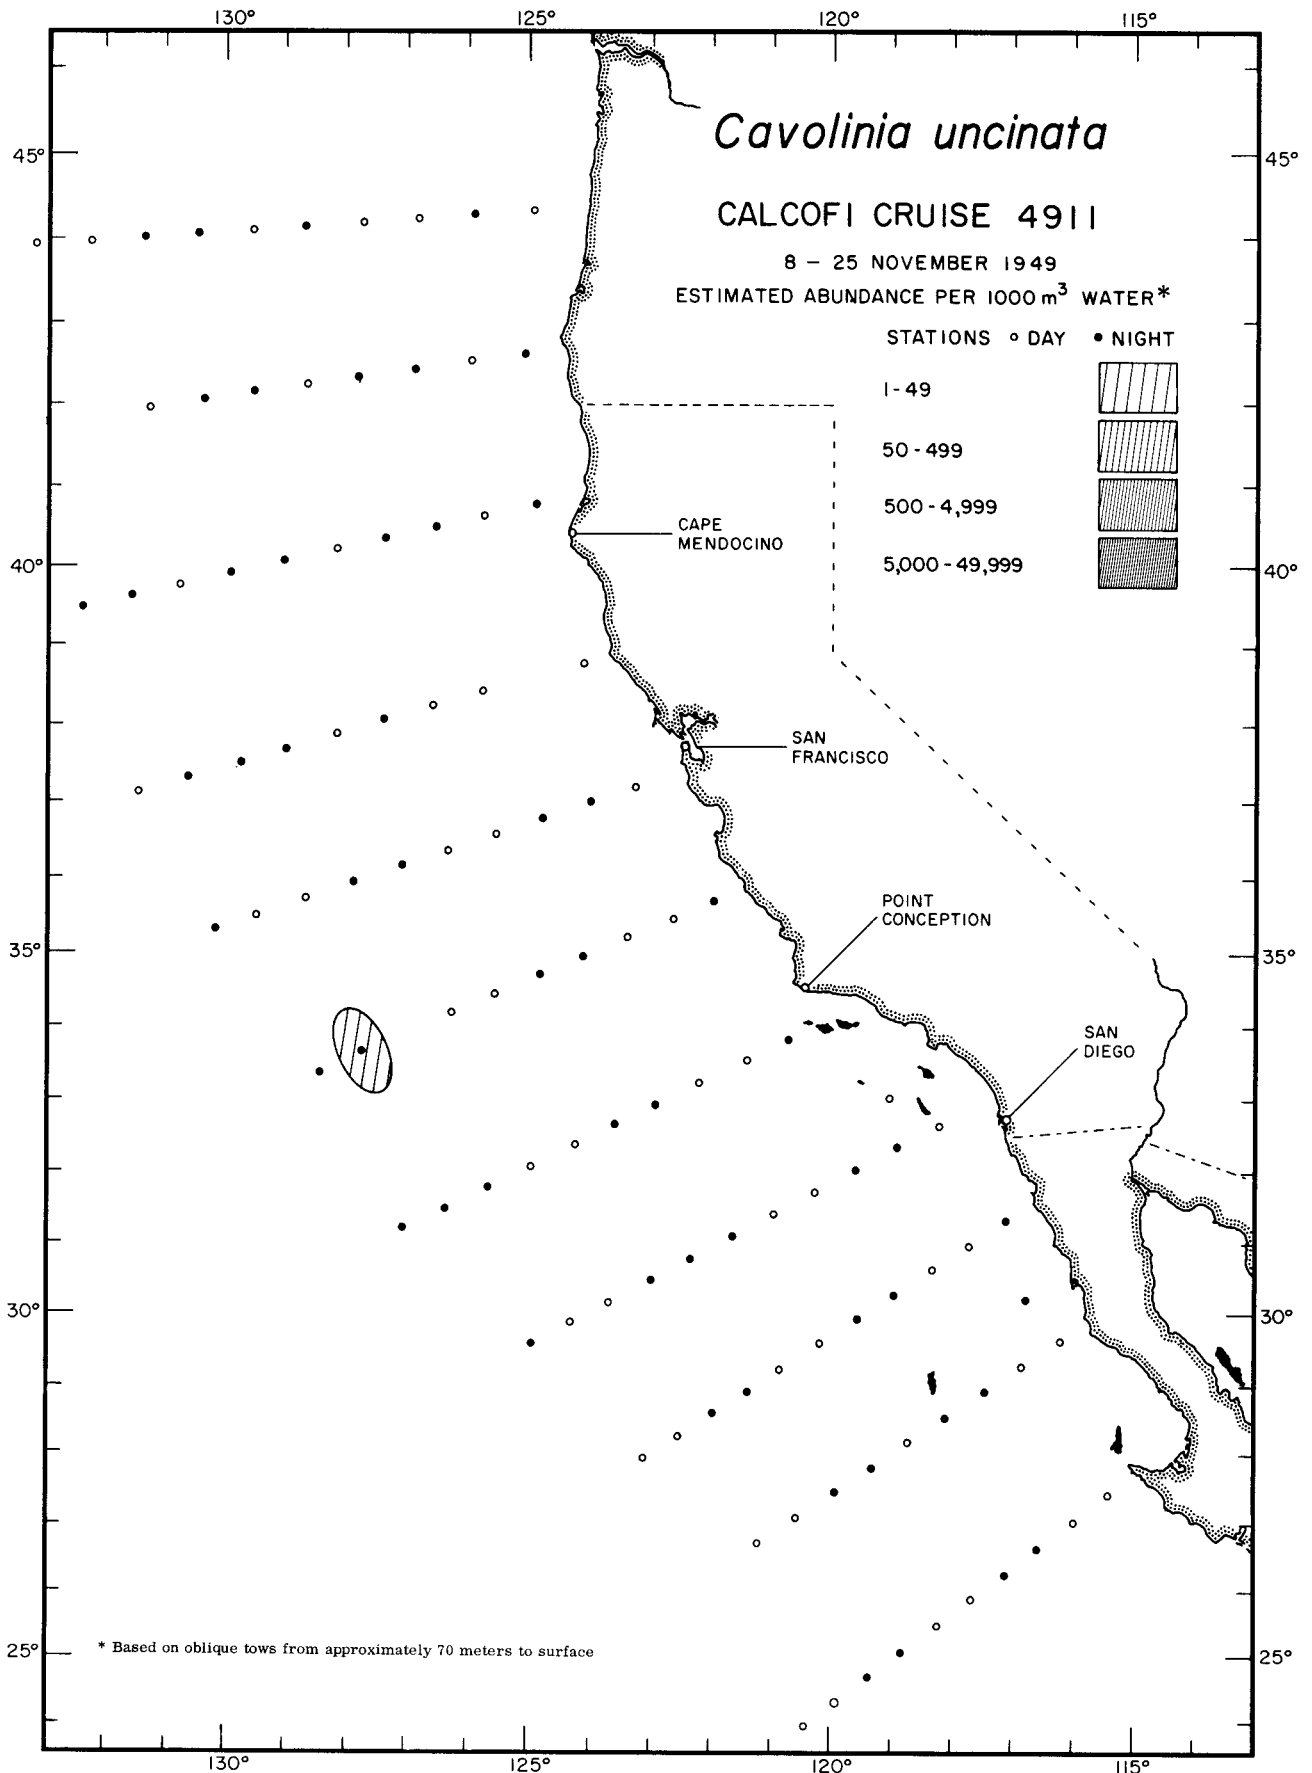 130° 125° 120° 115°
Cavolinia uncinata
45° 45°
CALCOFI CRUISE 4911
8 - 25 NOVEMBER 1949
ESTIMATED ABUNDANCE PER 1000 m³ WATER*
STATIONS ○ DAY ● NIGHT
1-49
50-499
500-4,999
5,000-49,999
CAPE
MENDOCINO
40° 40°
SAN
FRANCISCO
POINT
CONCEPTION
35° 35°
SAN
DIEGO
30° 30°
* Based on oblique tows from approximately 70 meters to surface
25° 25°
130° 125° 120° 115°